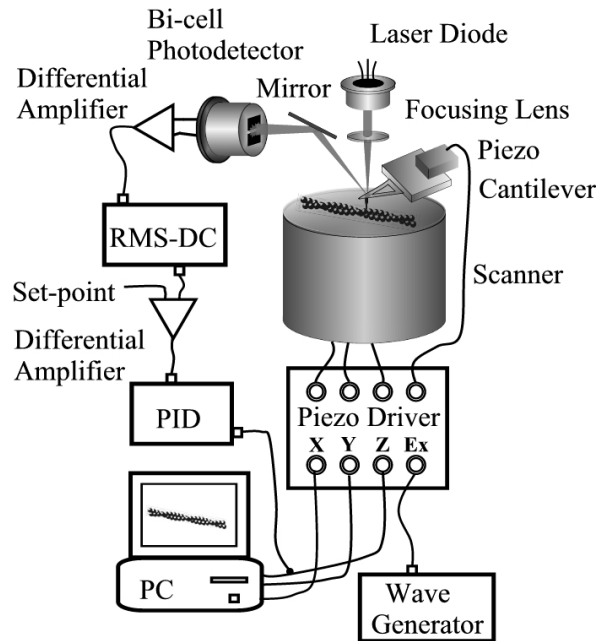 Bi-cell
Photodetector
Laser Diode
Differential
Amplifier
Mirror
Focusing Lens
Piezo
Cantilever
RMS-DC
Scanner
Set-point
Differential
Amplifier
PID
Piezo Driver
X Y Z Ex
PC
Wave
Generator